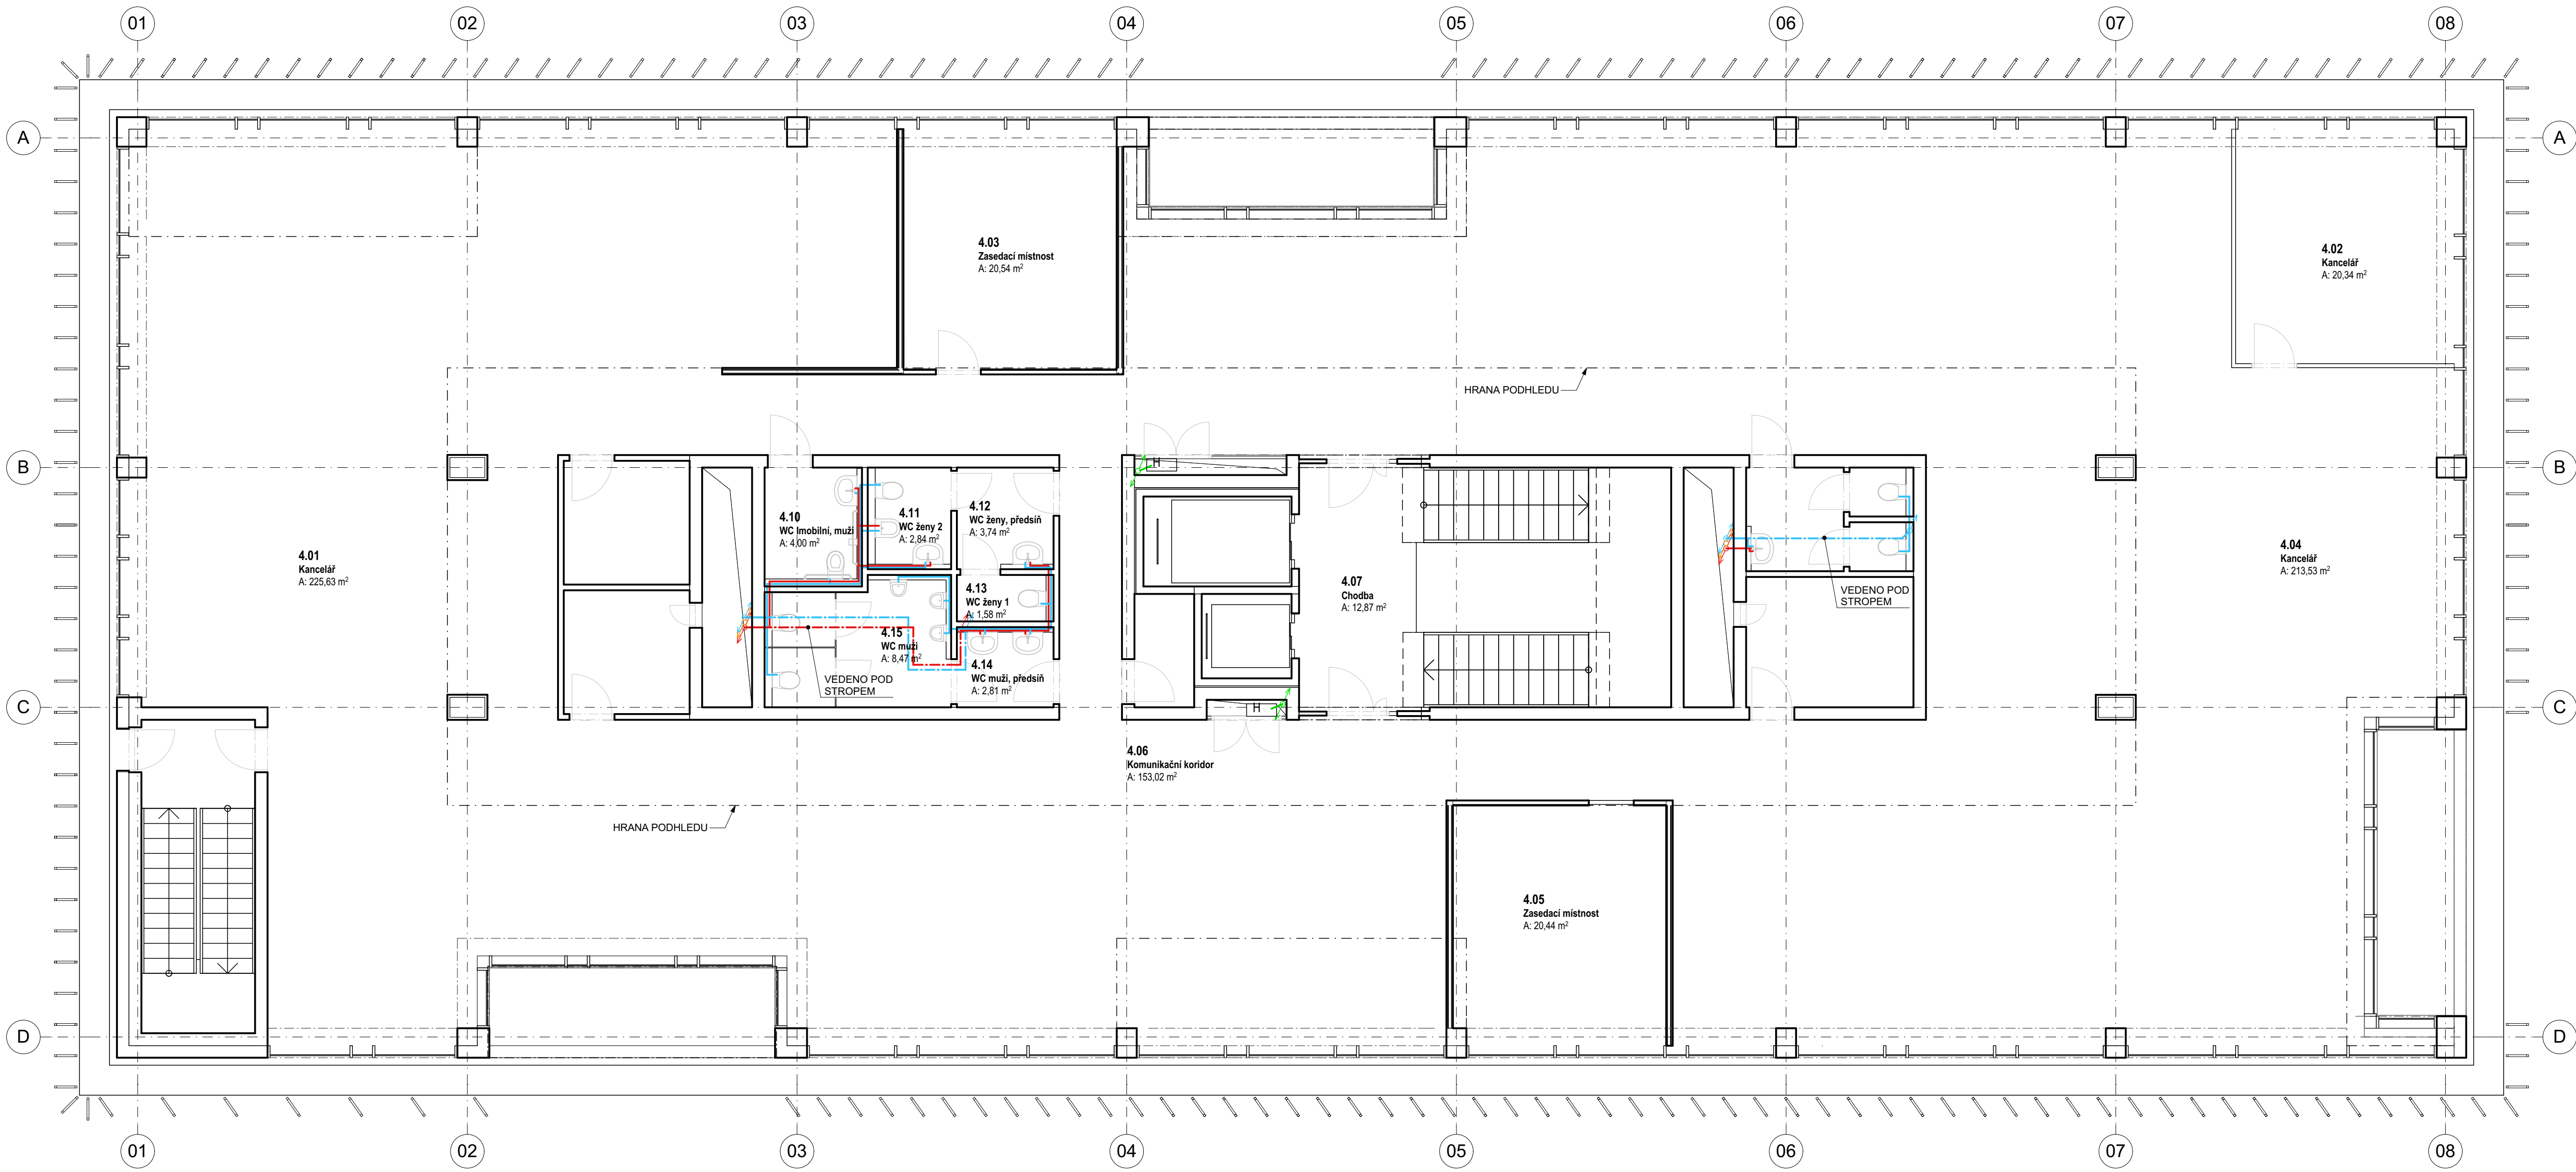 01 02 03 04 05 06 07 08
A A
4.03
Zasedací místnost
A: 20,54 m²
4.02
Kancelář
A: 20,34 m²
HRANA PODHLEDU
B B
H
4.10
WC Imobilní, muži
A: 4,00 m²
4.11
WC ženy 2
A: 2,84 m²
4.12
WC ženy, předsíň
A: 3,74 m²
4.01
Kancelář
A: 225,63 m²
4.13
WC ženy 1
A: 1,58 m²
4.07
Chodba
A: 12,87 m²
4.04
Kancelář
A: 213,53 m²
VEDENO POD
STROPEM
4.15
WC muži
A: 8,47 m²
4.14
WC muži, předsíň
A: 2,81 m²
VEDENO POD
STROPEM
H
C C
4.06
Komunikační koridor
A: 153,02 m²
HRANA PODHLEDU
4.05
Zasedací místnost
A: 20,44 m²
D D
01 02 03 04 05 06 07 08